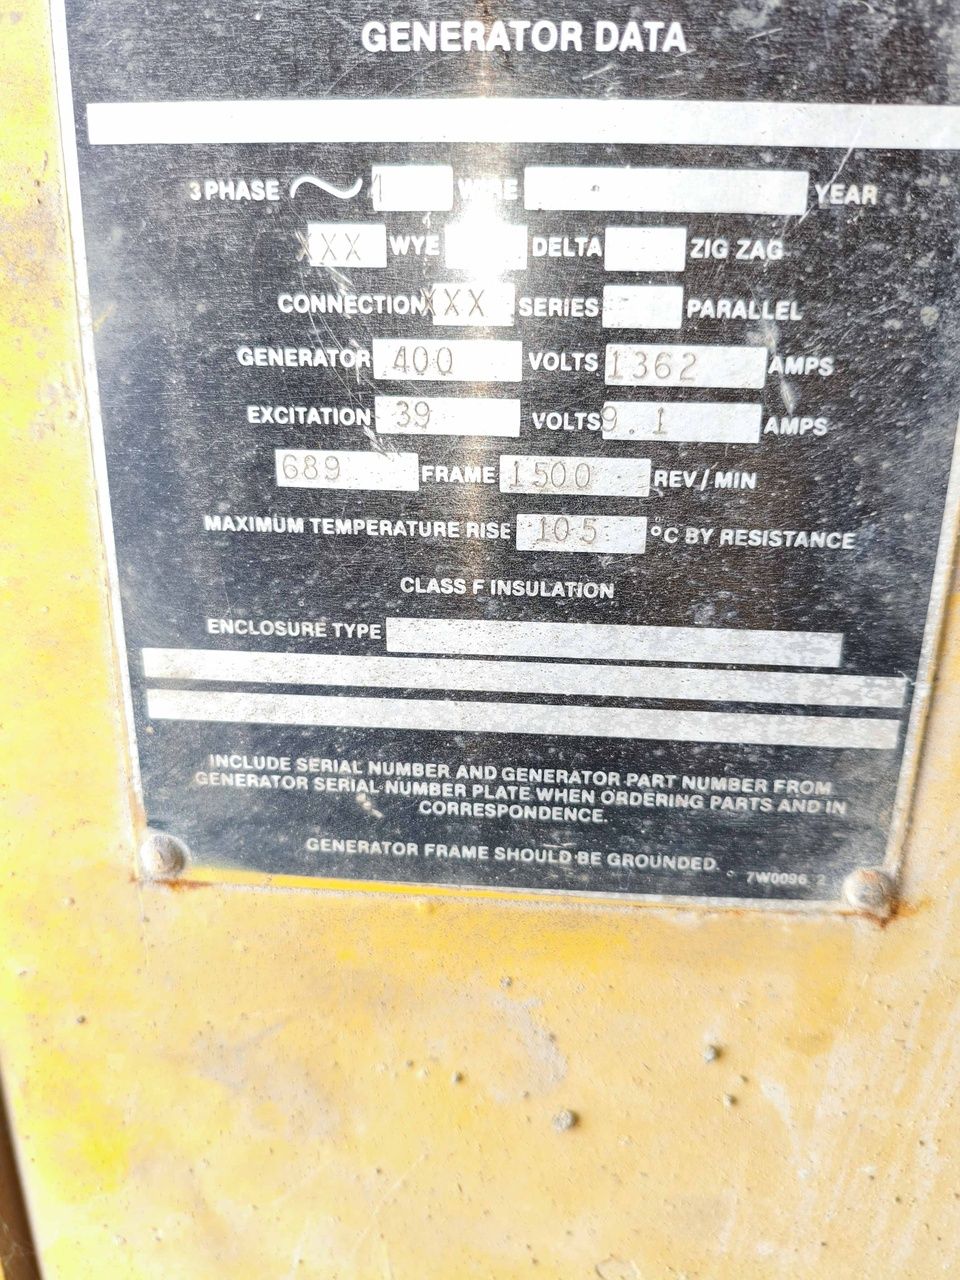 GENERATOR DATA
3 PHASE WIRE YEAR
XXX WYE DELTA ZIG ZAG
CONNECTION XXX SERIES PARALLEL
GENERATOR 400 VOLTS 1362 AMPS
EXCITATION 39 VOLTS 9.1 AMPS
689 FRAME 1500 REV/MIN
MAXIMUM TEMPERATURE RISE 105 °C BY RESISTANCE
CLASS F INSULATION
ENCLOSURE TYPE
INCLUDE SERIAL NUMBER AND GENERATOR PART NUMBER FROM
GENERATOR SERIAL NUMBER PLATE WHEN ORDERING PARTS AND IN
CORRESPONDENCE.
GENERATOR FRAME SHOULD BE GROUNDED.
7W0096 2